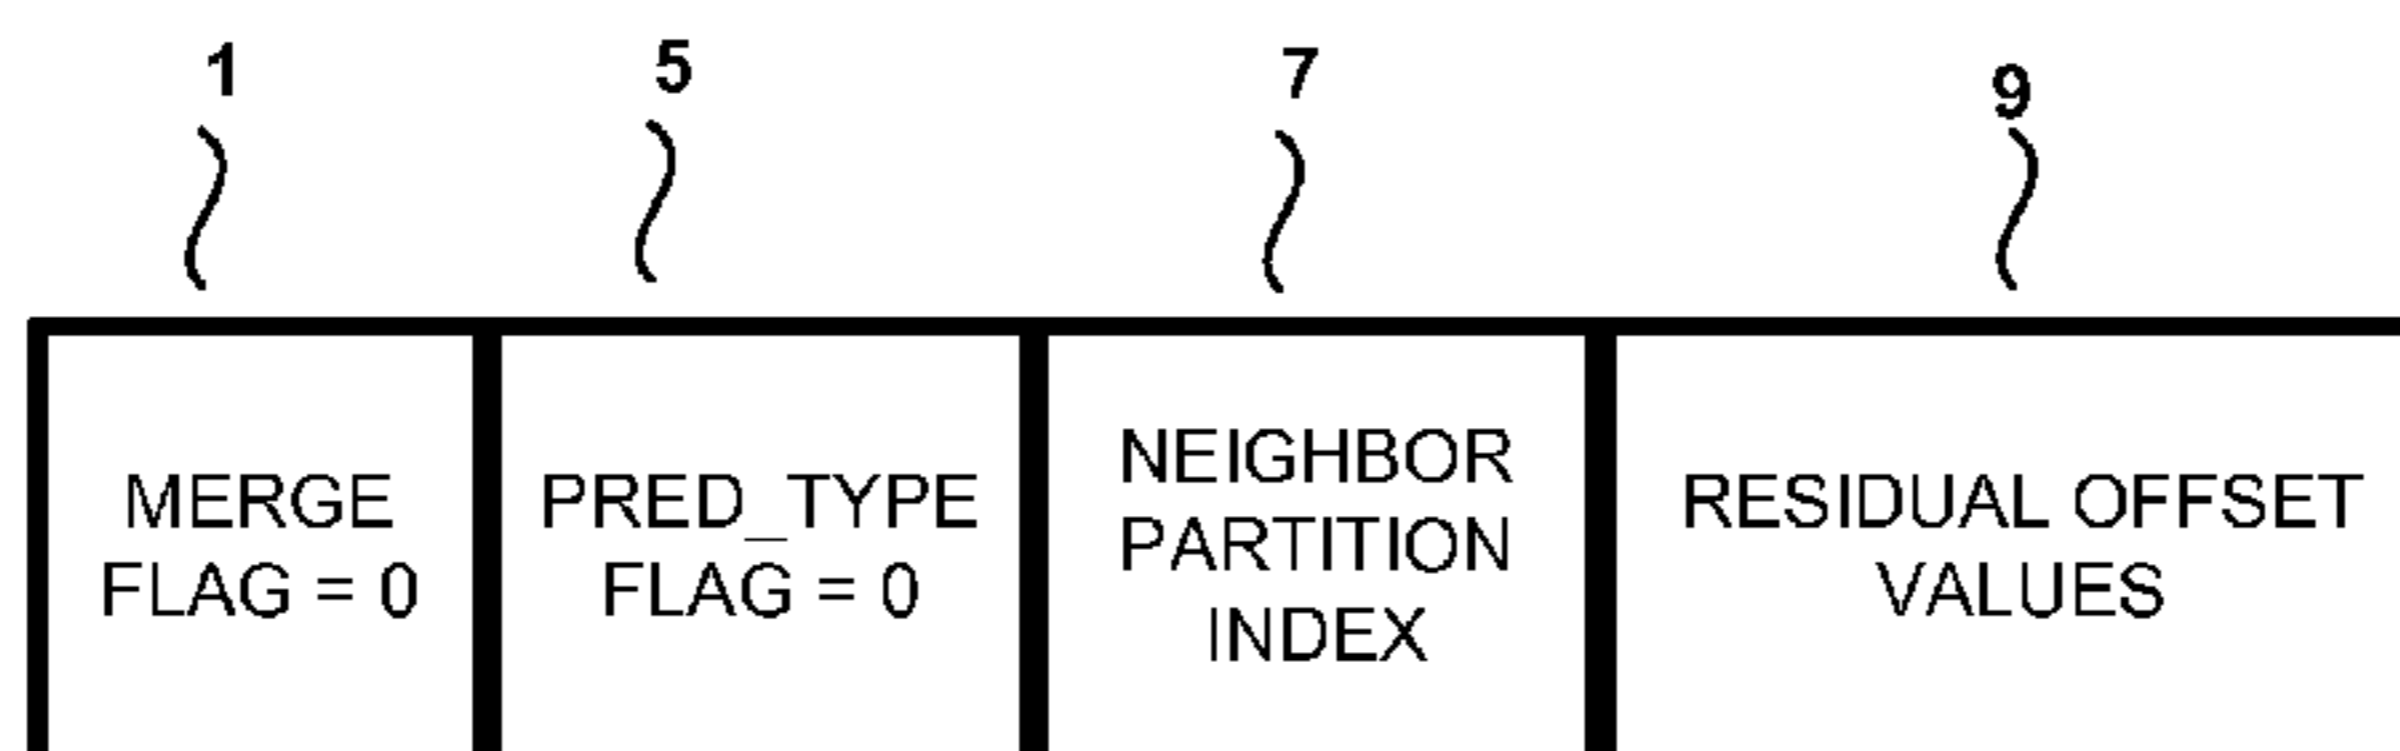 1 5 7 9
MERGE
FLAG = 0
PRED_TYPE
FLAG = 0
NEIGHBOR
PARTITION
INDEX
RESIDUAL OFFSET
VALUES